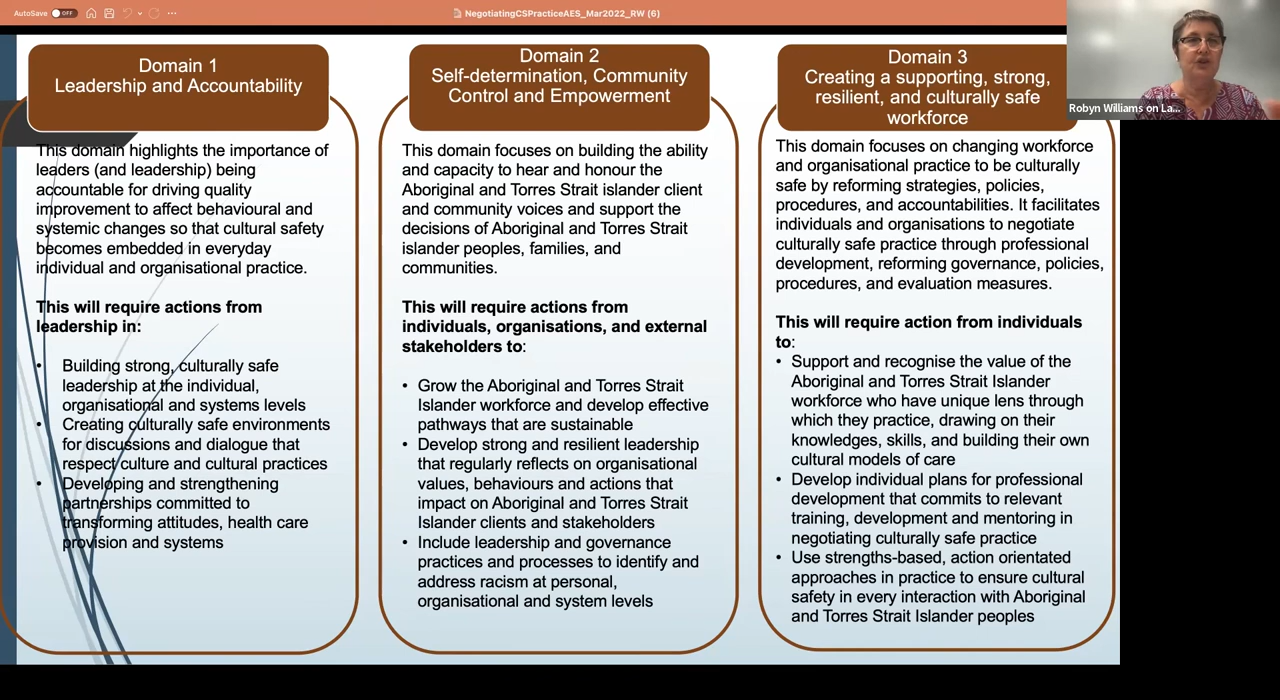 AutoSave OFF
NegotiatingCSPracticeAES_Mar2022_RW (6)
Robyn Williams on La...
Domain 1
Leadership and Accountability
This domain highlights the importance of
leaders (and leadership) being
accountable for driving quality
improvement to affect behavioural and
systemic changes so that cultural safety
becomes embedded in everyday
individual and organisational practice.
This will require actions from
leadership in:
• Building strong, culturally safe
leadership at the individual,
organisational and systems levels
• Creating culturally safe environments
for discussions and dialogue that
respect culture and cultural practices
• Developing and strengthening
partnerships committed to
transforming attitudes, health care
provision and systems
Domain 2
Self-determination, Community
Control and Empowerment
This domain focuses on building the ability
and capacity to hear and honour the
Aboriginal and Torres Strait islander client
and community voices and support the
decisions of Aboriginal and Torres Strait
islander peoples, families, and
communities.
This will require actions from
individuals, organisations, and external
stakeholders to:
• Grow the Aboriginal and Torres Strait
Islander workforce and develop effective
pathways that are sustainable
• Develop strong and resilient leadership
that regularly reflects on organisational
values, behaviours and actions that
impact on Aboriginal and Torres Strait
Islander clients and stakeholders
• Include leadership and governance
practices and processes to identify and
address racism at personal,
organisational and system levels
Domain 3
Creating a supporting, strong,
resilient, and culturally safe
workforce
This domain focuses on changing workforce
and organisational practice to be culturally
safe by reforming strategies, policies,
procedures, and accountabilities. It facilitates
individuals and organisations to negotiate
culturally safe practice through professional
development, reforming governance, policies,
procedures, and evaluation measures.
This will require action from individuals
to:
• Support and recognise the value of the
Aboriginal and Torres Strait Islander
workforce who have unique lens through
which they practice, drawing on their
knowledges, skills, and building their own
cultural models of care
• Develop individual plans for professional
development that commits to relevant
training, development and mentoring in
negotiating culturally safe practice
• Use strengths-based, action orientated
approaches in practice to ensure cultural
safety in every interaction with Aboriginal
and Torres Strait Islander peoples